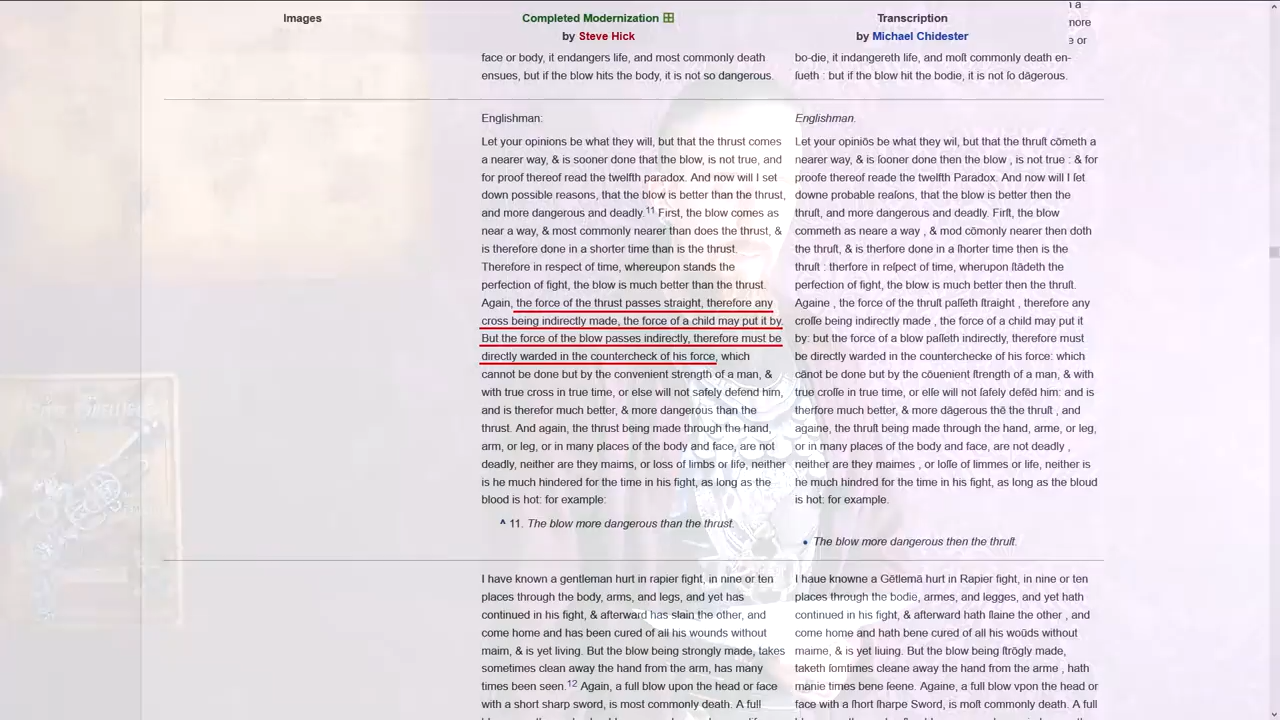 Images
Completed Modernization
by Steve Hick
Transcription
by Michael Chidester
a
more
e or
face or body, it endangers life, and most commonly death
ensues, but if the blow hits the body, it is not so dangerous.
bo-die, it indangereth life, and moſt commonly death en-
ſueth : but if the blow hit the bodie, it is not ſo dāgerous.
Englishman:
Let your opinions be what they will, but that the thrust comes
a nearer way, & is sooner done that the blow, is not true, and
for proof thereof read the twelfth paradox. And now will I set
down possible reasons, that the blow is better than the thrust,
and more dangerous and deadly.11 First, the blow comes as
near a way, & most commonly nearer than does the thrust, &
is therefore done in a shorter time than is the thrust.
Therefore in respect of time, whereupon stands the
perfection of fight, the blow is much better than the thrust.
Again, the force of the thrust passes straight, therefore any
cross being indirectly made, the force of a child may put it by.
But the force of the blow passes indirectly, therefore must be
directly warded in the countercheck of his force, which
cannot be done but by the convenient strength of a man, &
with true cross in true time, or else will not safely defend him,
and is therefor much better, & more dangerous than the
thrust. And again, the thrust being made through the hand,
arm, or leg, or in many places of the body and face, are not
deadly, neither are they maims, or loss of limbs or life, neither
is he much hindered for the time in his fight, as long as the
blood is hot: for example:
^ 11. The blow more dangerous than the thrust.
Englishman.
Let your opiniōs be what they wil, but that the thruſt cōmeth a
nearer way, & is ſooner done then the blow , is not true : & for
proofe thereof reade the twelfth Paradox. And now will I ſet
downe probable reaſons, that the blow is better then the
thruſt, and more dangerous and deadly. Firſt, the blow
commeth as neare a way , & mod cōmonly nearer then doth
the thruſt, & is therfore done in a ſhorter time then is the
thruſt : therfore in reſpect of time, wherupon ſtādeth the
perfection of fight, the blow is much better then the thruſt.
Againe , the force of the thruſt paſſeth ſtraight , therefore any
croſſe being indirectly made , the force of a child may put it
by: but the force of a blow paſſeth indirectly, therefore must
be directly warded in the counterchecke of his force: which
cānot be done but by the cōuenient ſtrength of a man, & with
true croſſe in true time, or elſe will not ſafely defēd him: and is
therfore much better, & more dāgerous thē the thruſt , and
againe, the thruſt being made through the hand, arme, or leg,
or in many places of the body and face, are not deadly ,
neither are they maimes , or loſſe of limmes or life, neither is
he much hindred for the time in his fight, as long as the bloud
is hot: for example.
• The blow more dangerous then the thruſt.
I have known a gentleman hurt in rapier fight, in nine or ten
places through the body, arms, and legs, and yet has
continued in his fight, & afterward has slain the other, and
come home and has been cured of all his wounds without
maim, & is yet living. But the blow being strongly made, takes
sometimes clean away the hand from the arm, has many
times been seen.12 Again, a full blow upon the head or face
with a short sharp sword, is most commonly death. A full
I haue knowne a Gētlemā hurt in Rapier fight, in nine or ten
places through the bodie, armes, and legges, and yet hath
continued in his fight, & afterward hath ſlaine the other , and
come home and hath bene cured of all his woūds without
maime, & is yet liuing. But the blow being ſtrōgly made,
taketh ſomtimes cleane away the hand from the arme , hath
manie times bene ſeene. Againe, a full blow vpon the head or
face with a ſhort ſharpe Sword, is moſt commonly death. A full